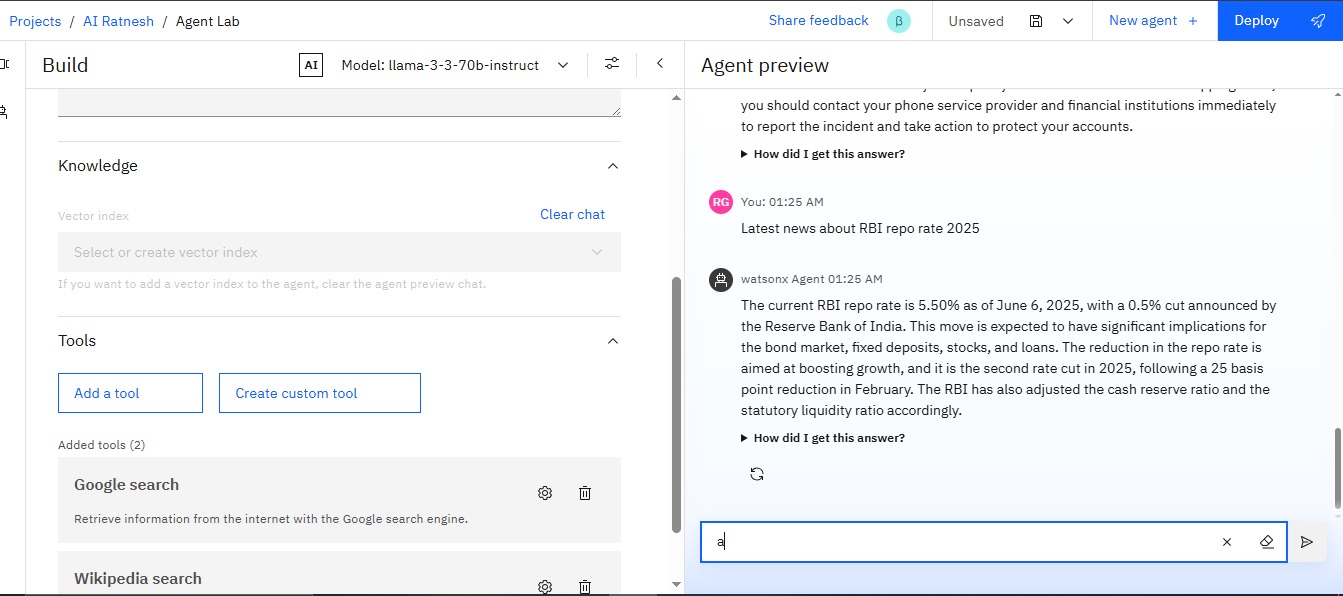 Projects / AI Ratnesh / Agent Lab
Share feedback β Unsaved New agent + Deploy
Build AI Model: llama-3-3-70b-instruct
Agent preview
you should contact your phone service provider and financial institutions immediately
to report the incident and take action to protect your accounts.
How did I get this answer?
RG You: 01:25 AM
Latest news about RBI repo rate 2025
watsonx Agent 01:25 AM
The current RBI repo rate is 5.50% as of June 6, 2025, with a 0.5% cut announced by
the Reserve Bank of India. This move is expected to have significant implications for
the bond market, fixed deposits, stocks, and loans. The reduction in the repo rate is
aimed at boosting growth, and it is the second rate cut in 2025, following a 25 basis
point reduction in February. The RBI has also adjusted the cash reserve ratio and the
statutory liquidity ratio accordingly.
How did I get this answer?
a
Knowledge
Vector index Clear chat
Select or create vector index
If you want to add a vector index to the agent, clear the agent preview chat.
Tools
Add a tool Create custom tool
Added tools (2)
Google search
Retrieve information from the internet with the Google search engine.
Wikipedia search